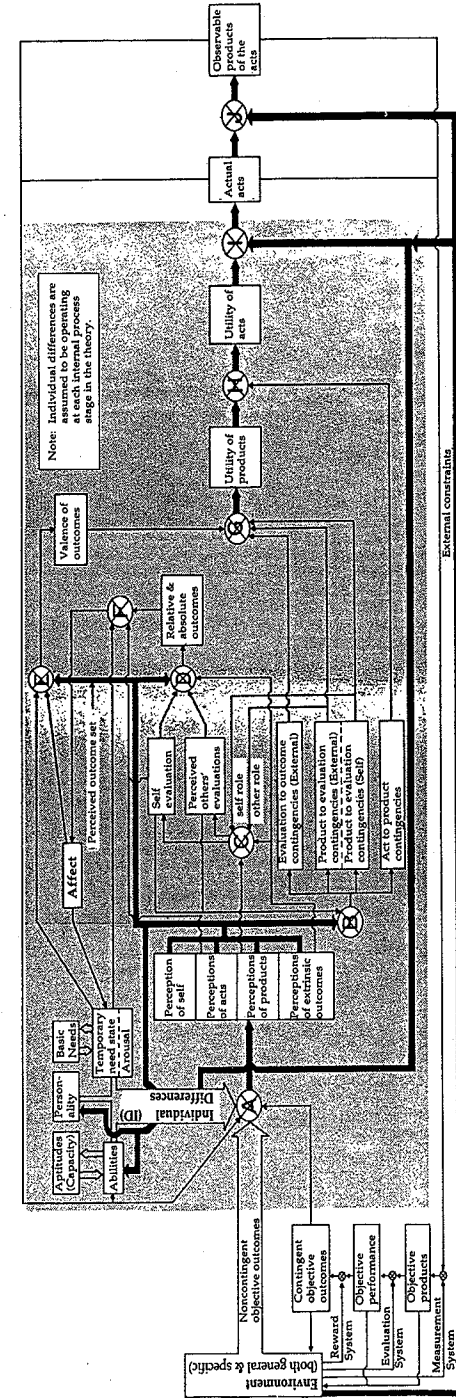 Environment
(both general & specific)
Noncontingent
objective outcomes
Contingent
objective
outcomes
Reward
System
Objective
performance
Evaluation
System
Objective
products
Measurement
System
Aptitudes
(Capacity)
Abilities
Person-
ality
Basic
Needs
Temporary
need state
Arousal
Individual (ID)
Differences
A
Affect
Perceived outcome set
Perception
of self
Perceptions
of acts
Perceptions
of products
Perceptions
of extrinsic
outcomes
B
Self
evaluation
Perceived
others'
evaluations
C
self role
other role
Evaluation to outcome
contingencies (External)
Product to evaluation
contingencies (External)
Product to evaluation
contingencies (Self)
Act to product
contingencies
E
D
F
Relative &
absolute
outcomes
Valence of
outcomes
G
Utility of
products
H
Utility of
acts
I
Note: Individual differences are
assumed to be operating
at each internal process
stage in the theory.
Actual
acts
J
Observable
products
of the
acts
External constraints